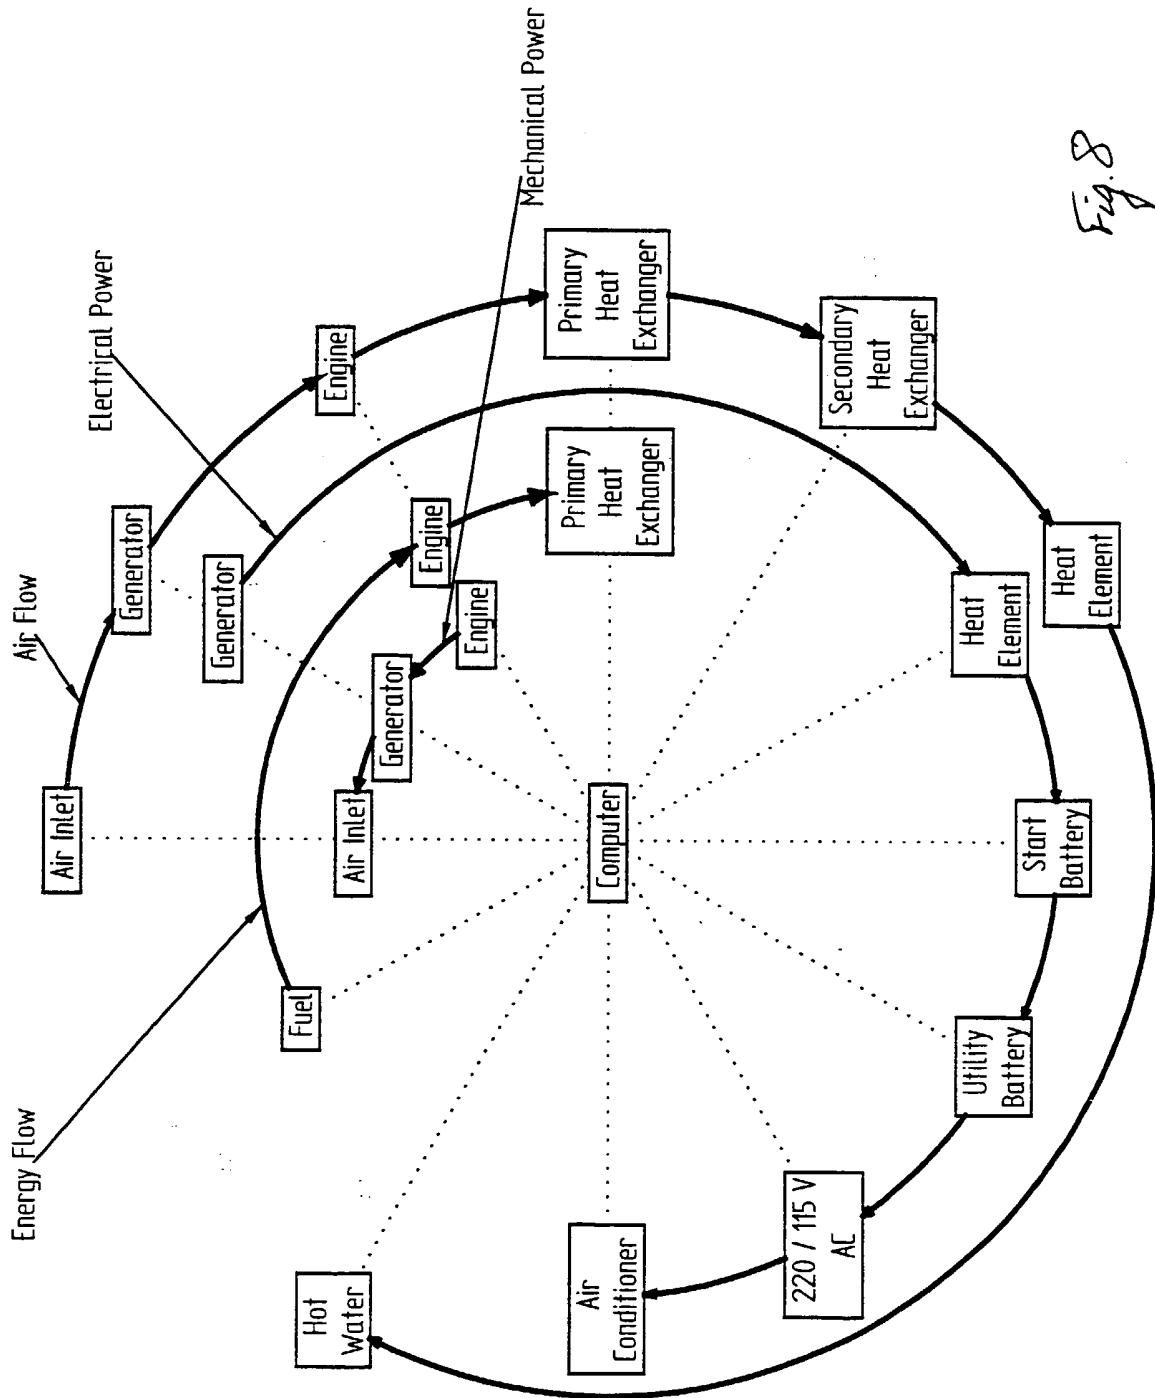 Energy Flow
Air Flow
Electrical Power
Mechanical Power
Air Inlet
Generator
Engine
Primary
Heat
Exchanger
Secondary
Heat
Exchanger
Heat
Element
Hot
Water
Fuel
Engine
Primary
Heat
Exchanger
Generator
Heat
Element
Start
Battery
Utility
Battery
220 / 115 V
AC
Air
Conditioner
Engine
Generator
Air Inlet
Computer
Fig. 8